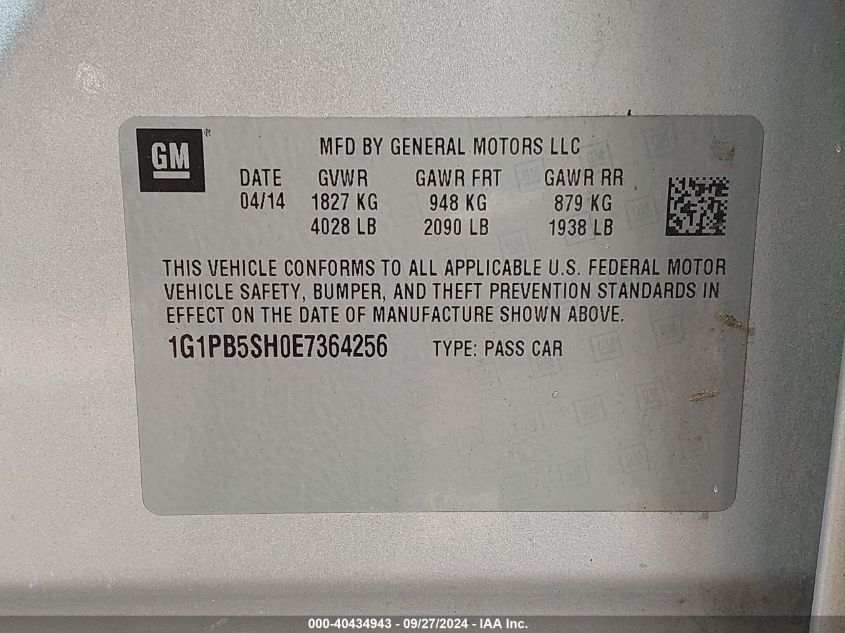 GM ®
MFD BY GENERAL MOTORS LLC
DATE GVWR GAWR FRT GAWR RR
04/14 1827 KG 948 KG 879 KG
4028 LB 2090 LB 1938 LB
THIS VEHICLE CONFORMS TO ALL APPLICABLE U.S. FEDERAL MOTOR
VEHICLE SAFETY, BUMPER, AND THEFT PREVENTION STANDARDS IN
EFFECT ON THE DATE OF MANUFACTURE SHOWN ABOVE.
1G1PB5SH0E7364256 TYPE: PASS CAR
000-40434943 - 09/27/2024 - IAA Inc.